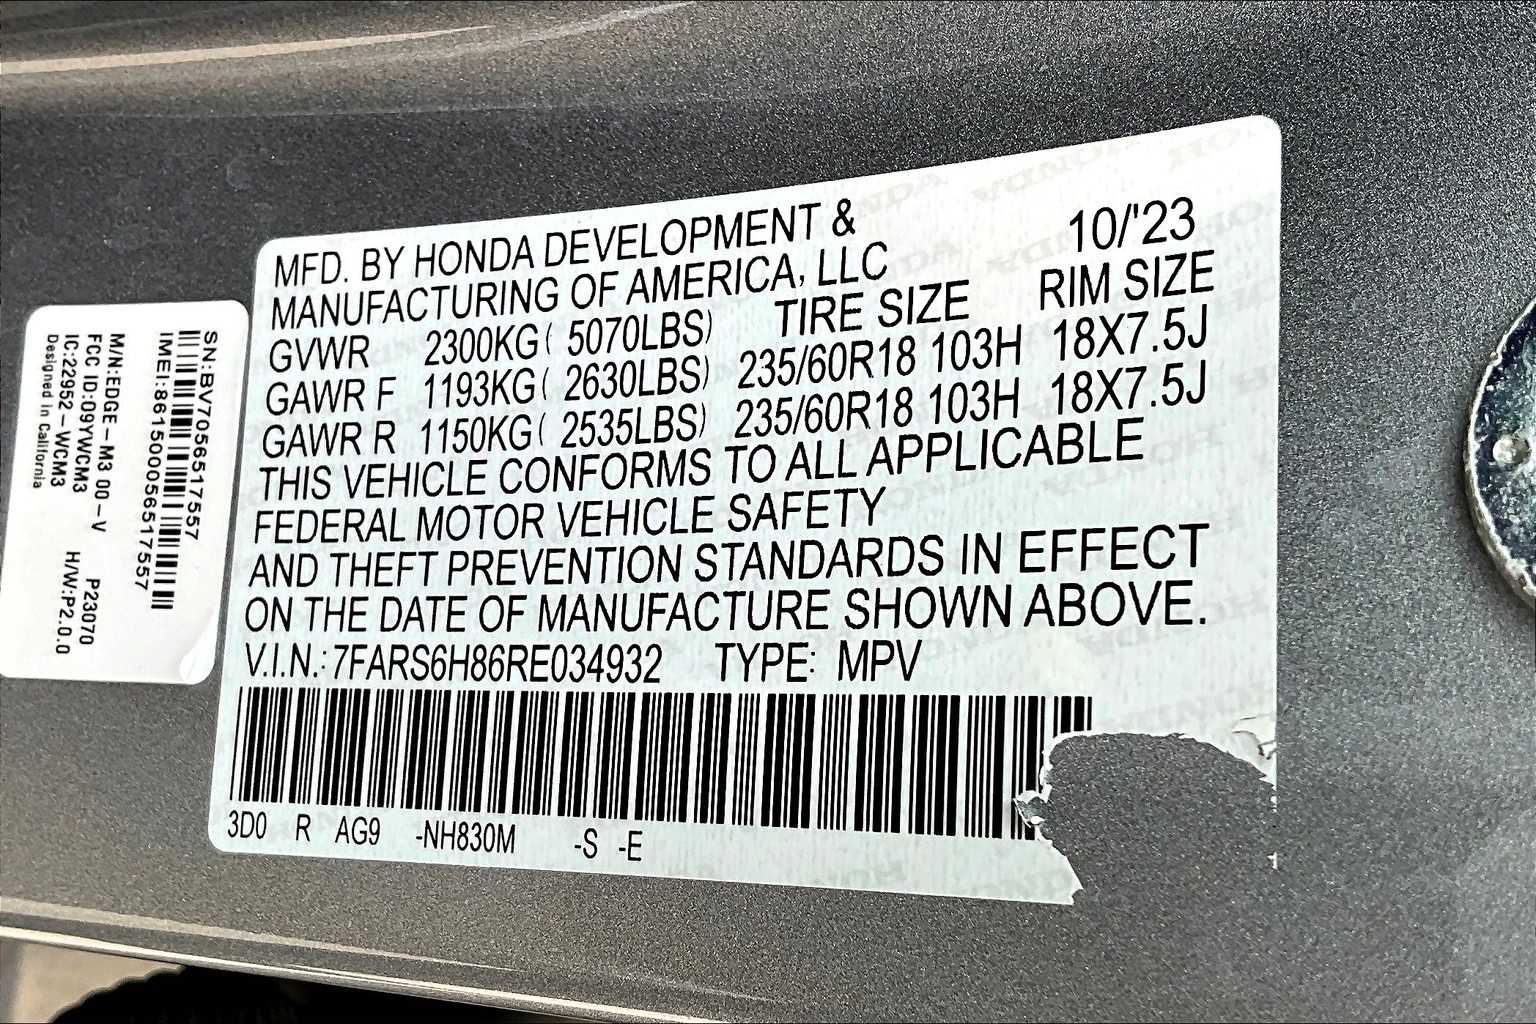 MFD. BY HONDA DEVELOPMENT &
MANUFACTURING OF AMERICA, LLC
10/'23
GVWR 2300KG( 5070LBS) TIRE SIZE RIM SIZE
GAWR F 1193KG( 2630LBS) 235/60R18 103H 18X7.5J
GAWR R 1150KG( 2535LBS) 235/60R18 103H 18X7.5J
THIS VEHICLE CONFORMS TO ALL APPLICABLE
FEDERAL MOTOR VEHICLE SAFETY
AND THEFT PREVENTION STANDARDS IN EFFECT
ON THE DATE OF MANUFACTURE SHOWN ABOVE.
V.I.N.: 7FARS6H86RE034932 TYPE: MPV
3D0 R AG9 -NH830M -S -E
SN:BV7056517557
IMEI:861500056517557
M/N:EDGE-M3 00-V P23070
FCC ID:09YWCM3
IC:22952-WCM3 H/W:P2.0.0
Designed in California